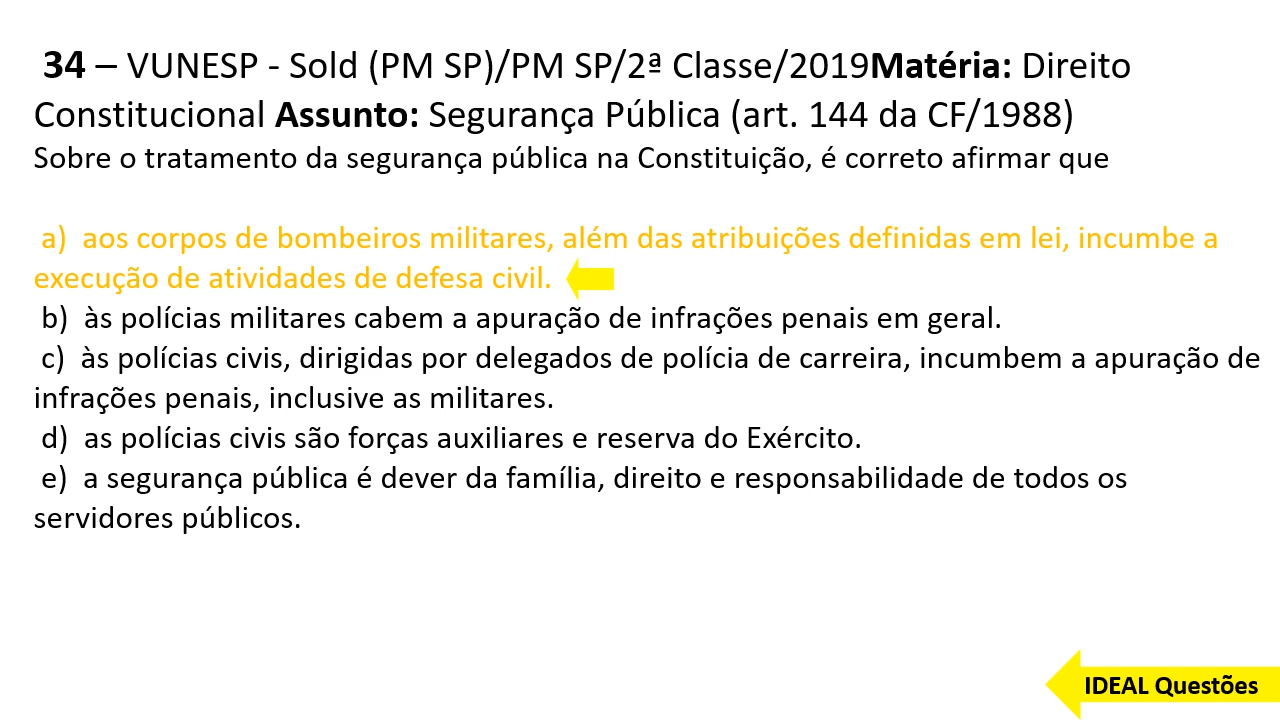 34 – VUNESP - Sold (PM SP)/PM SP/2ª Classe/2019Matéria: Direito
Constitucional Assunto: Segurança Pública (art. 144 da CF/1988)
Sobre o tratamento da segurança pública na Constituição, é correto afirmar que
a) aos corpos de bombeiros militares, além das atribuições definidas em lei, incumbe a
execução de atividades de defesa civil.
b) às polícias militares cabem a apuração de infrações penais em geral.
c) às polícias civis, dirigidas por delegados de polícia de carreira, incumbem a apuração de
infrações penais, inclusive as militares.
d) as polícias civis são forças auxiliares e reserva do Exército.
e) a segurança pública é dever da família, direito e responsabilidade de todos os
servidores públicos.
IDEAL Questões